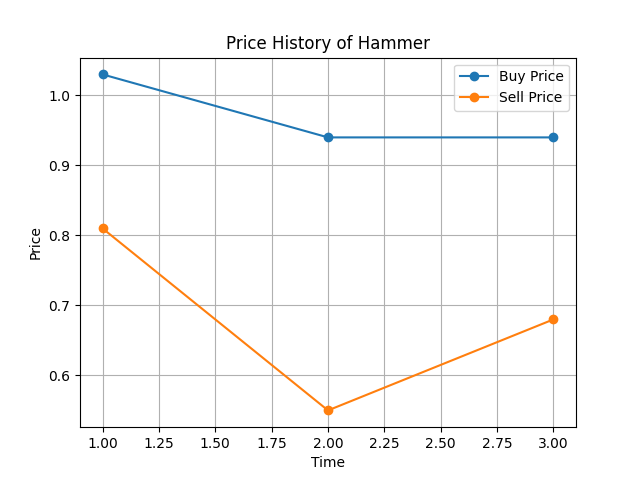 Price History of Hammer
Buy Price
Sell Price
Price
1.0
0.9
0.8
0.7
0.6
1.00 1.25 1.50 1.75 2.00 2.25 2.50 2.75 3.00
Time